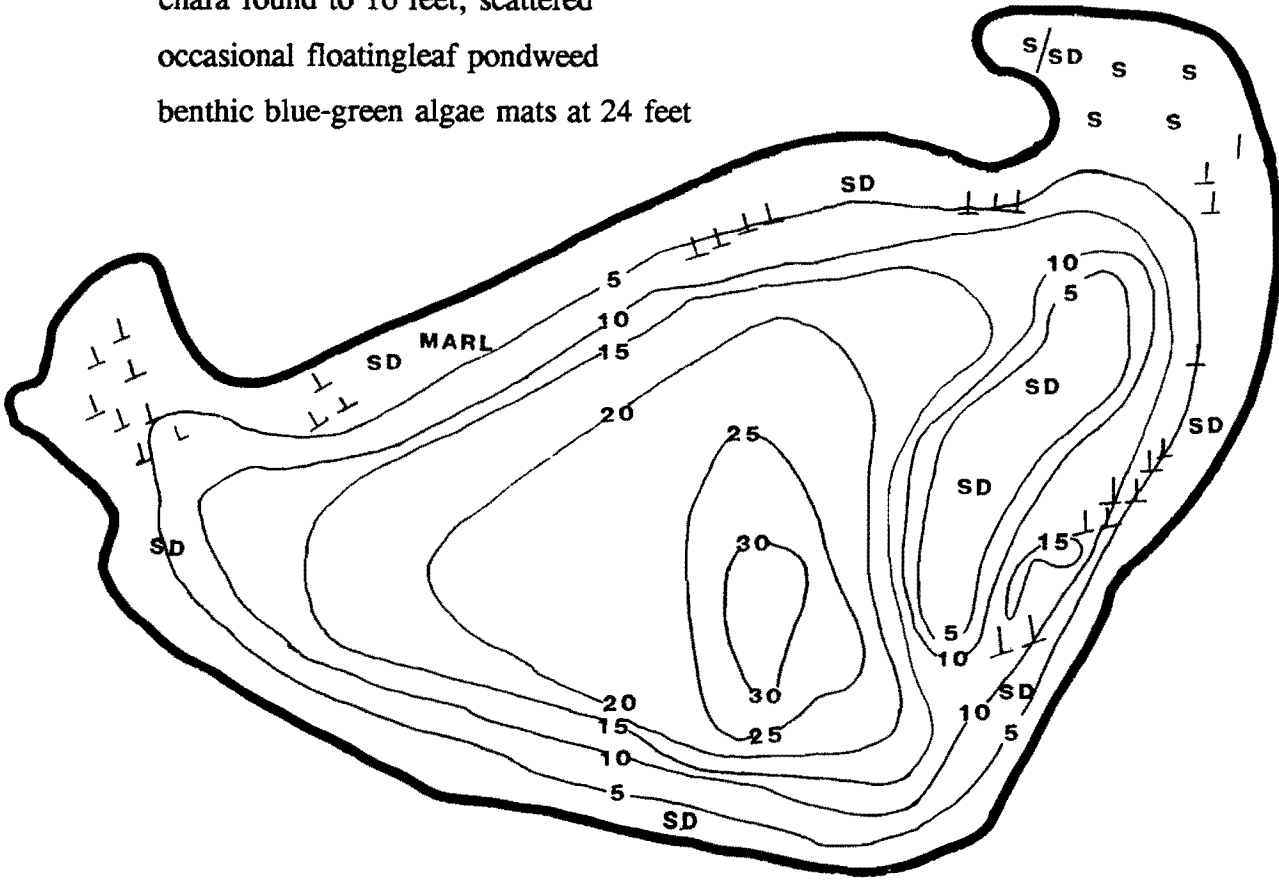 chara found to 16 feet, scattered
occasional floatingleaf pondweed
benthic blue-green algae mats at 24 feet
S/SD
S
S
S
S
SD
10
5
5
10
MARL
15
SD
SD
20
SD
25
SD
30
15
SD
5
10
30
SD
20
10
15
5
25
10
5
SD